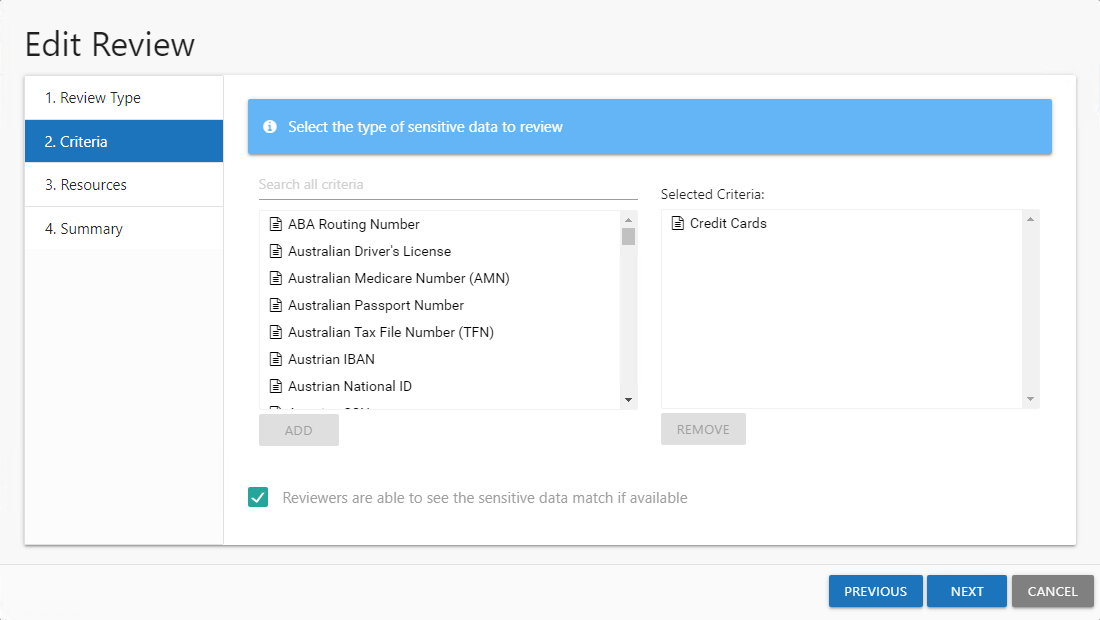 Edit Review
1. Review Type
2. Criteria
3. Resources
4. Summary
Select the type of sensitive data to review
Search all criteria
ABA Routing Number
Australian Driver's License
Australian Medicare Number (AMN)
Australian Passport Number
Australian Tax File Number (TFN)
Austrian IBAN
Austrian National ID
ADD
Selected Criteria:
Credit Cards
REMOVE
Reviewers are able to see the sensitive data match if available
PREVIOUS
NEXT
CANCEL